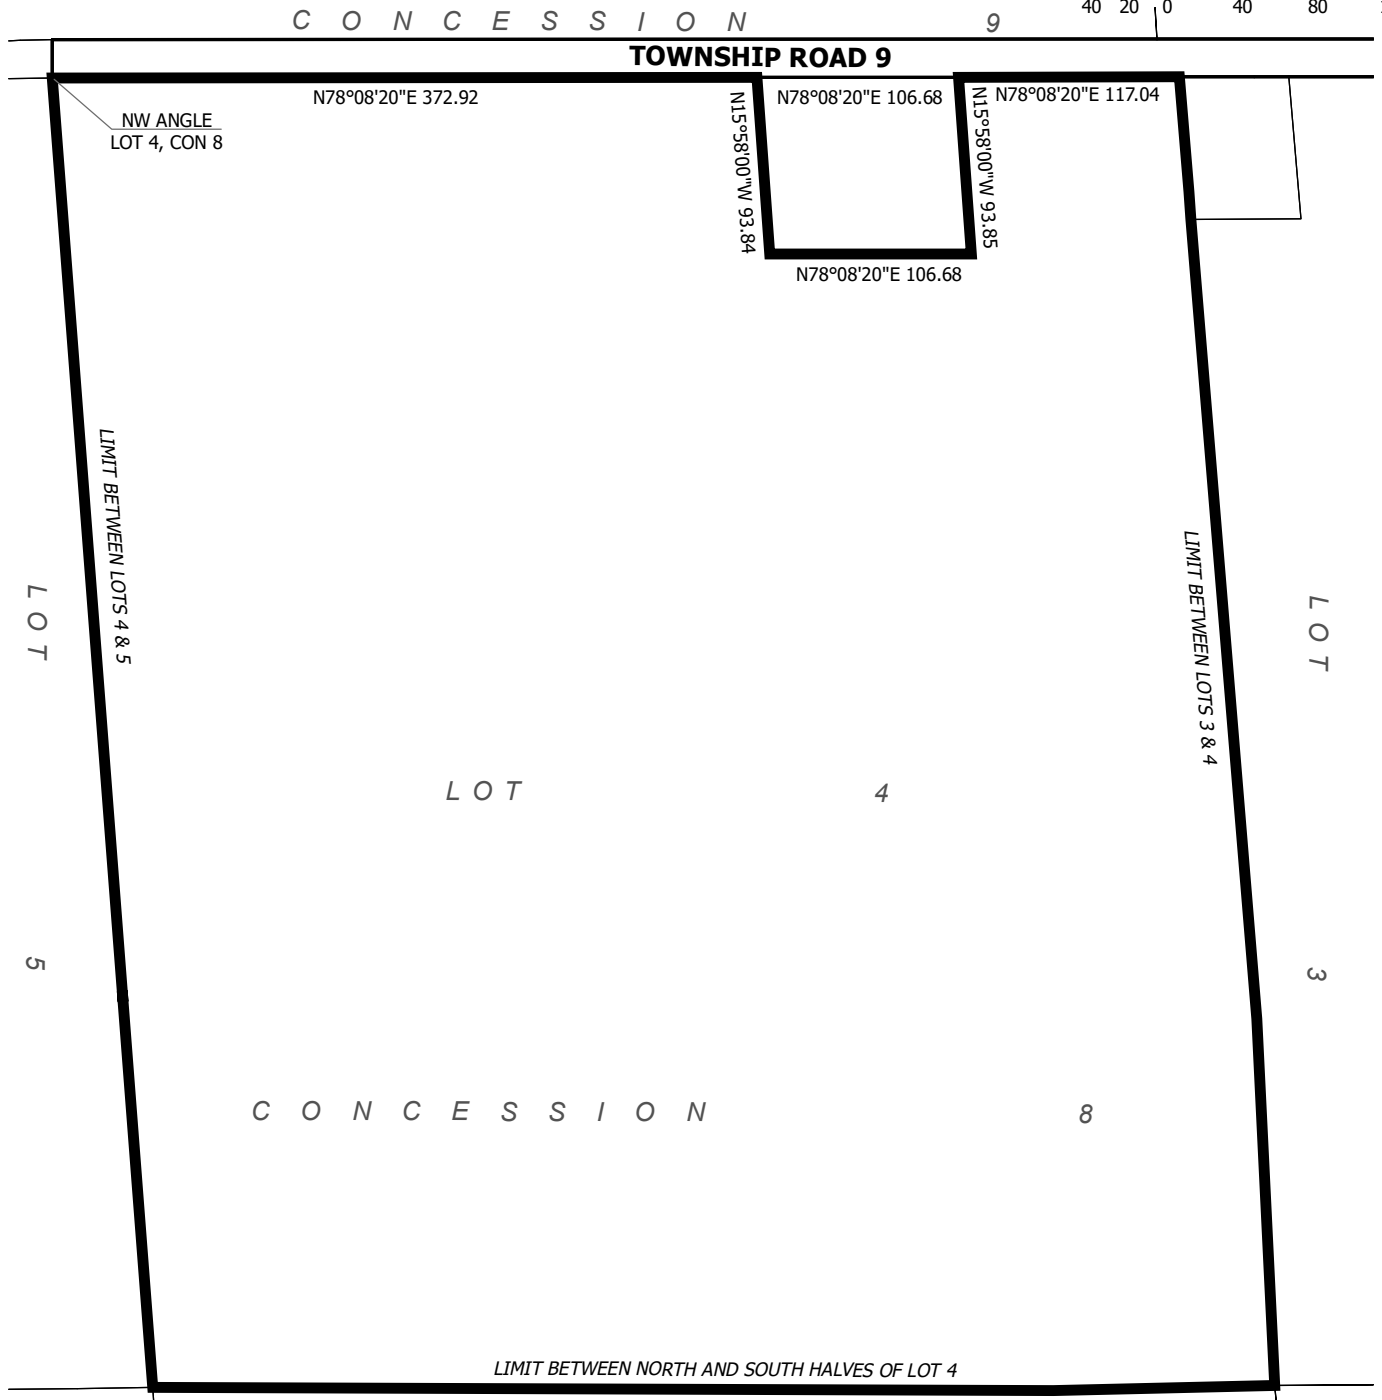 C O N C E S S I O N 9
40 20 0 40 80
TOWNSHIP ROAD 9
N78°08'20"E 372.92
N78°08'20"E 106.68
N78°08'20"E 117.04
NW ANGLE
LOT 4, CON 8
N15°58'00"W 93.84
N15°58'00"W 93.85
N78°08'20"E 106.68
LIMIT BETWEEN LOTS 4 & 5
LIMIT BETWEEN LOTS 3 & 4
L O T 5
L O T 3
L O T 4
C O N C E S S I O N 8
LIMIT BETWEEN NORTH AND SOUTH HALVES OF LOT 4